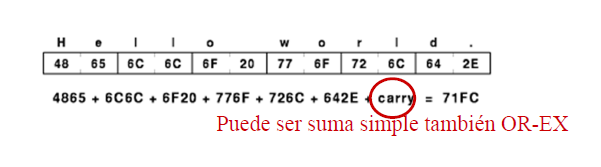 H e l l o w o r l d .
48 65 6C 6C 6F 20 77 6F 72 6C 64 2E
4865 + 6C6C + 6F20 + 776F + 726C + 642E + carry = 71FC
Puede ser suma simple también OR-EX